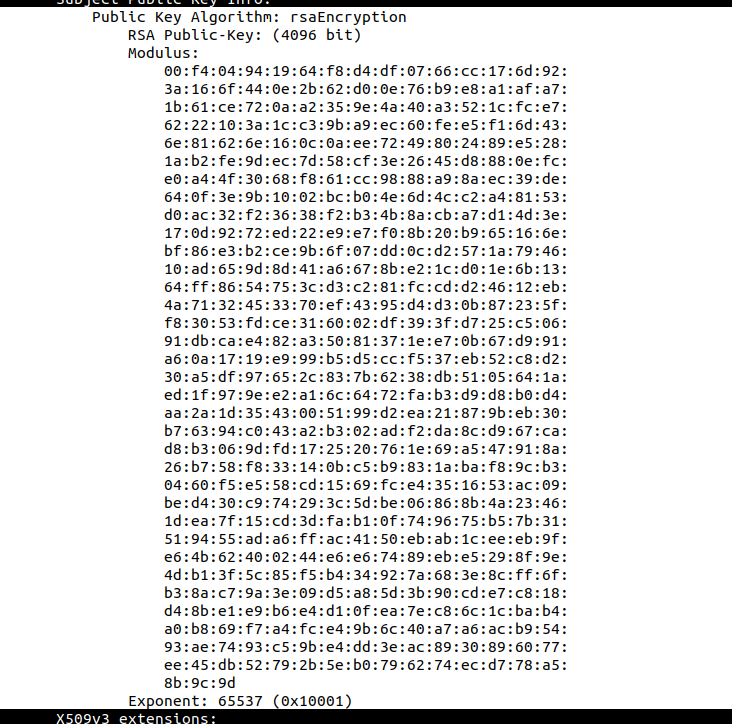 Subject Public Key Info:
Public Key Algorithm: rsaEncryption
RSA Public-Key: (4096 bit)
Modulus:
00:f4:04:94:19:64:f8:d4:df:07:66:cc:17:6d:92:
3a:16:6f:44:0e:2b:62:d0:0e:76:b9:e8:a1:af:a7:
1b:61:ce:72:0a:a2:35:9e:4a:40:a3:52:1c:fc:e7:
62:22:10:3a:1c:c3:9b:a9:ec:60:fe:e5:f1:6d:43:
6e:81:62:6e:16:0c:0a:ee:72:49:80:24:89:e5:28:
1a:b2:fe:9d:ec:7d:58:cf:3e:26:45:d8:88:0e:fc:
e0:a4:4f:30:68:f8:61:cc:98:88:a9:8a:ec:39:de:
64:0f:3e:9b:10:02:bc:b0:4e:6d:4c:c2:a4:81:53:
d0:ac:32:f2:36:38:f2:b3:4b:8a:cb:a7:d1:4d:3e:
17:0d:92:72:ed:22:e9:e7:f0:8b:20:b9:65:16:6e:
bf:86:e3:b2:ce:9b:6f:07:dd:0c:d2:57:1a:79:46:
10:ad:65:9d:8d:41:a6:67:8b:e2:1c:d0:1e:6b:13:
64:ff:86:54:75:3c:d3:c2:81:fc:cd:d2:46:12:eb:
4a:71:32:45:33:70:ef:43:95:d4:d3:0b:87:23:5f:
f8:30:53:fd:ce:31:60:02:df:39:3f:d7:25:c5:06:
91:db:ca:e4:82:a3:50:81:37:1e:e7:0b:67:d9:91:
a6:0a:17:19:e9:99:b5:d5:cc:f5:37:eb:52:c8:d2:
30:a5:df:97:65:2c:83:7b:62:38:db:51:05:64:1a:
ed:1f:97:9e:e2:a1:6c:64:72:fa:b3:d9:d8:b0:d4:
aa:2a:1d:35:43:00:51:99:d2:ea:21:87:9b:eb:30:
b7:63:94:c0:43:a2:b3:02:ad:f2:da:8c:d9:67:ca:
d8:b3:06:9d:fd:17:25:20:76:1e:69:a5:47:91:8a:
26:b7:58:f8:33:14:0b:c5:b9:83:1a:ba:f8:9c:b3:
04:60:f5:e5:58:cd:15:69:fc:e4:35:16:53:ac:09:
be:d4:30:c9:74:29:3c:5d:be:06:86:8b:4a:23:46:
1d:ea:7f:15:cd:3d:fa:b1:0f:74:96:75:b5:7b:31:
51:94:55:ad:a6:ff:ac:41:50:eb:ab:1c:ee:eb:9f:
e6:4b:62:40:02:44:e6:e6:74:89:eb:e5:29:8f:9e:
4d:b1:3f:5c:85:f5:b4:34:92:7a:68:3e:8c:ff:6f:
b3:8a:c7:9a:3e:09:d5:a8:5d:3b:90:cd:e7:c8:18:
d4:8b:e1:e9:b6:e4:d1:0f:ea:7e:c8:6c:1c:ba:b4:
a0:b8:69:f7:a4:fc:e4:9b:6c:40:a7:a6:ac:b9:54:
93:ae:74:93:c5:9b:e4:dd:3e:ac:89:30:89:60:77:
ee:45:db:52:79:2b:5e:b0:79:62:74:ec:d7:78:a5:
8b:9c:9d
Exponent: 65537 (0x10001)
X509v3 extensions: